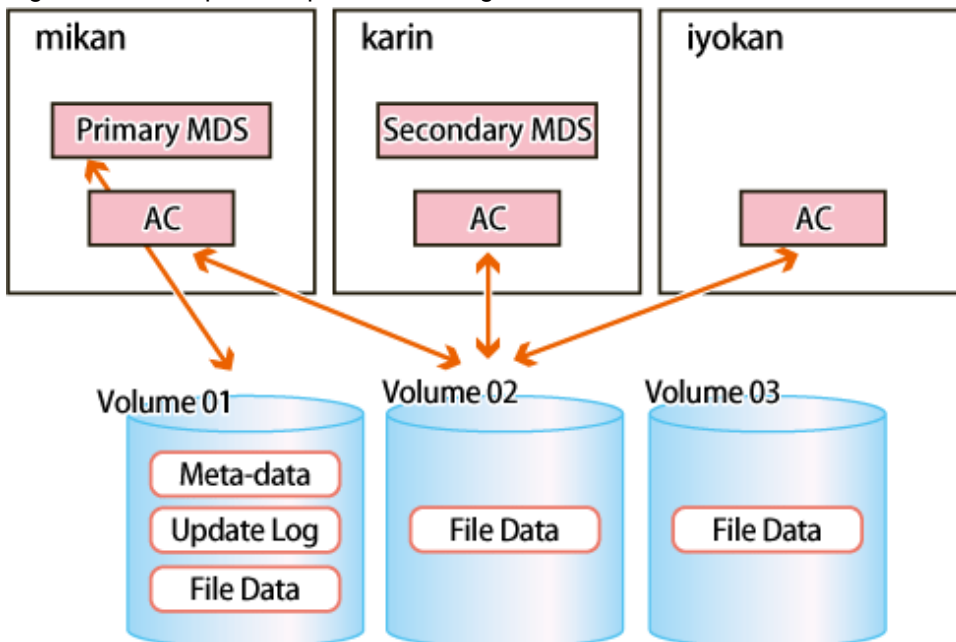 mikan
karin
iyokan
Primary MDS
Secondary MDS
AC
AC
AC
Volume 01
Volume 02
Volume 03
Meta-data
Update Log
File Data
File Data
File Data